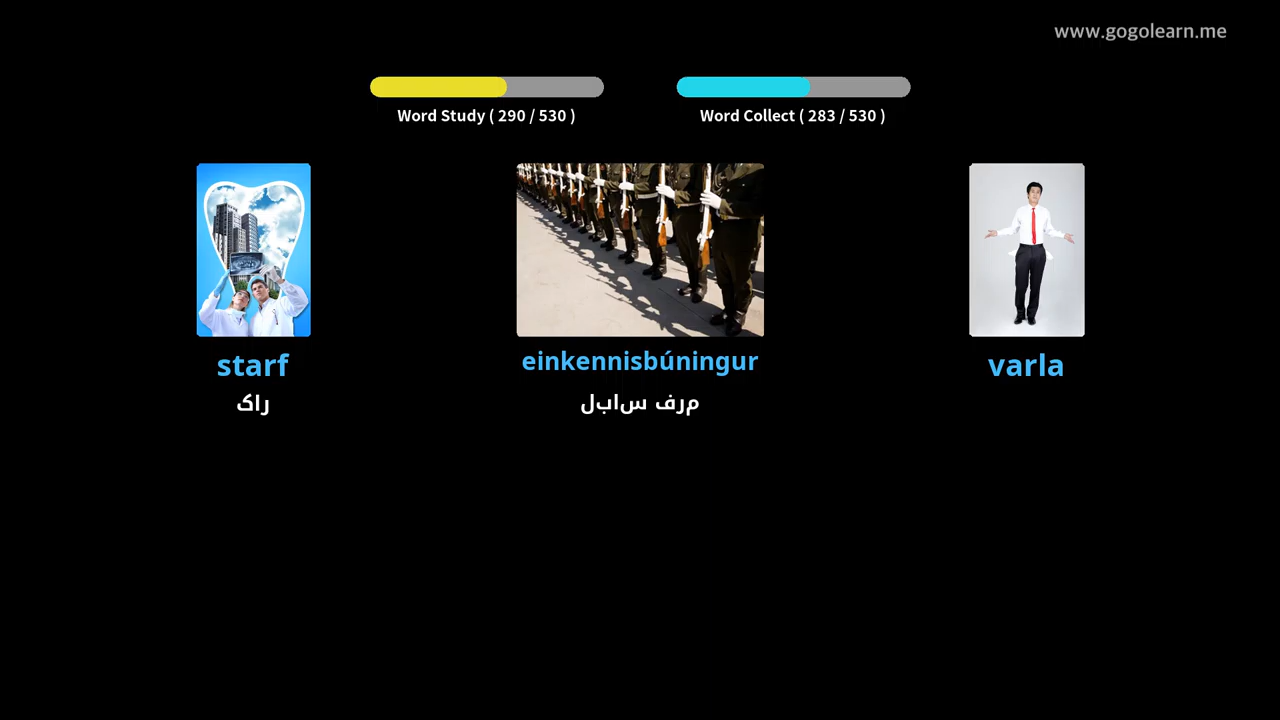 www.gogolearn.me
Word Study ( 290 / 530 )
Word Collect ( 283 / 530 )
starf
einkennisbúningur
varla
راک
مرف سابل